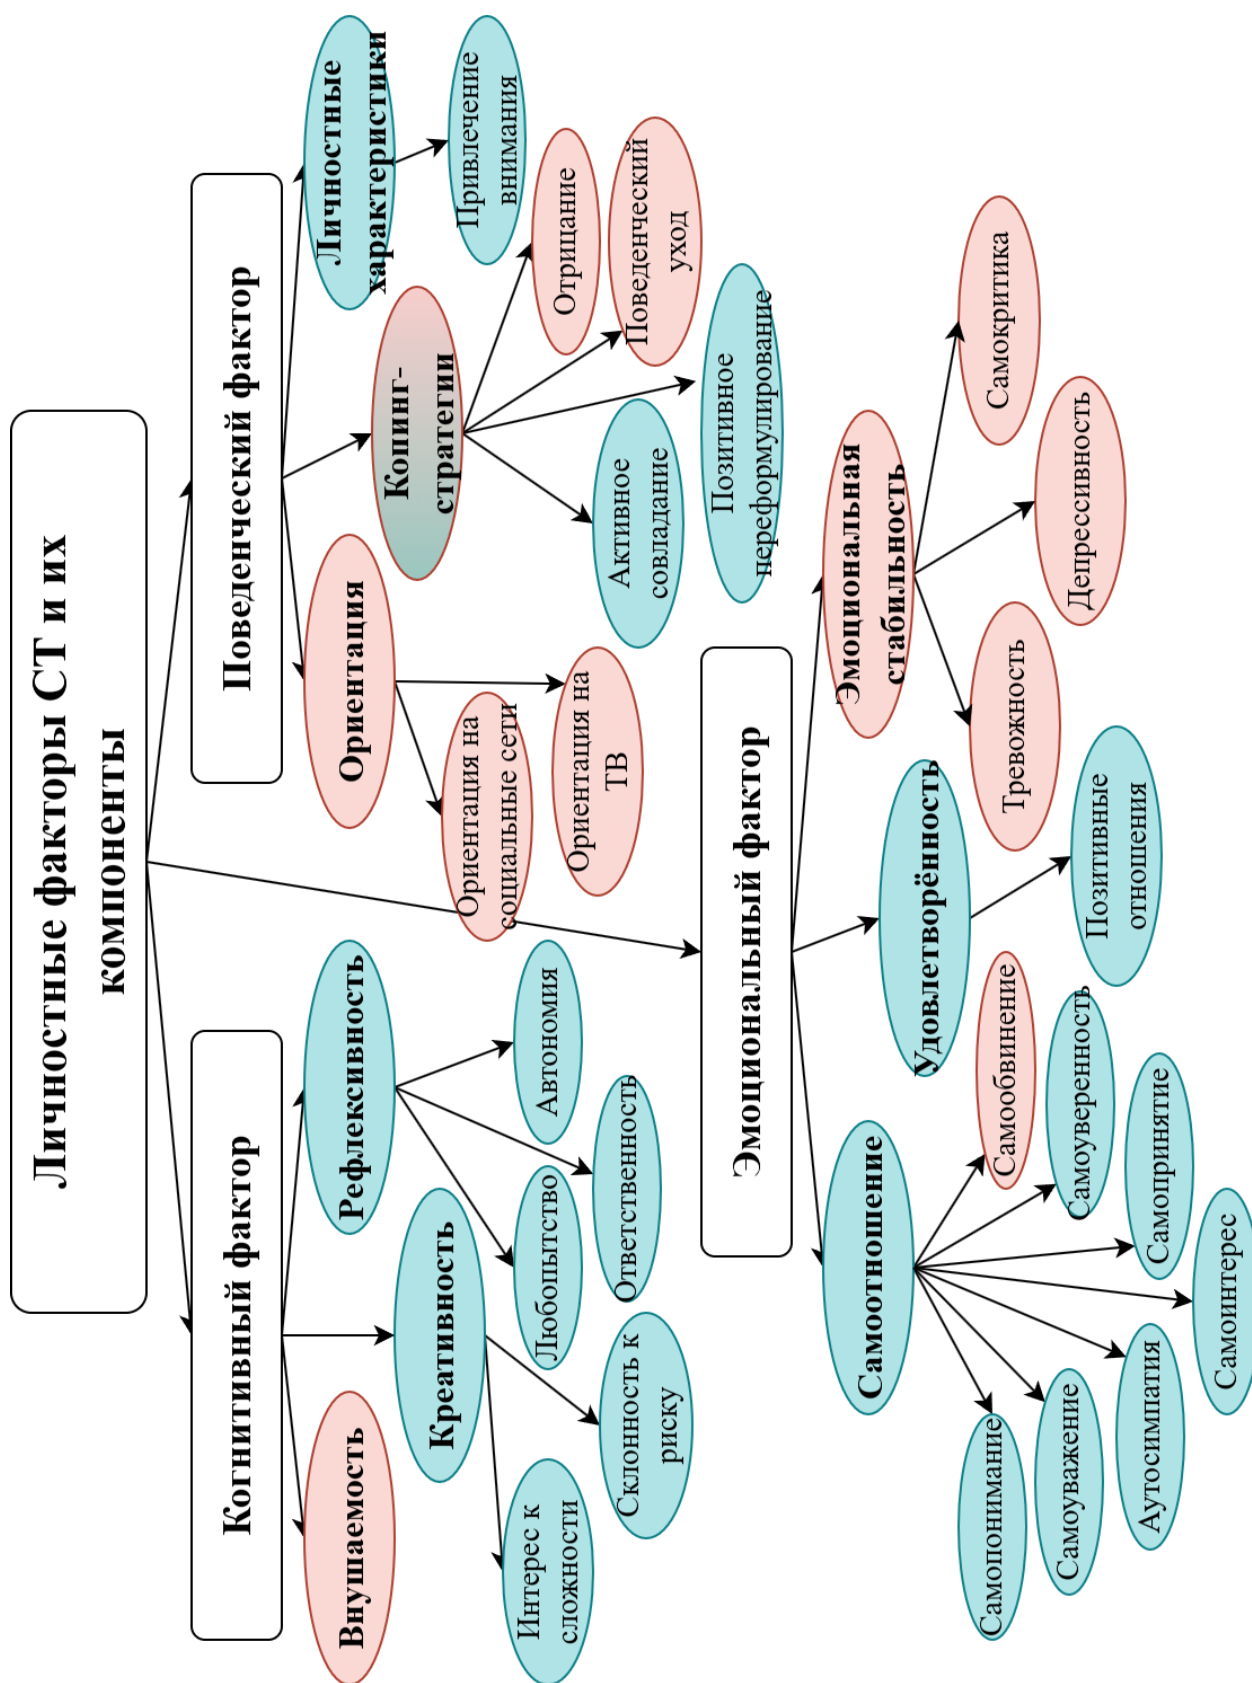 Личностные факторы СТ и их
компоненты
Когнитивный фактор
Поведенческий фактор
Внушаемость
Креативность
Рефлексивность
Интерес к
сложности
Склонность к
риску
Любопытство
Ответственность
Автономия
Ориентация
Копинг-
стратегии
Личностные
характеристики
Ориентация на
социальные сети
Ориентация на
ТВ
Активное
совладание
Позитивное
переформулирование
Поведенческий
уход
Отрицание
Привлечение
внимания
Эмоциональный фактор
Самоотношение
Удовлетворённость
Эмоциональная
стабильность
Самопонимание
Самоуважение
Аутосимпатия
Самоинтерес
Самопринятие
Самоуверенность
Самообвинение
Позитивные
отношения
Тревожность
Депрессивность
Самокритика